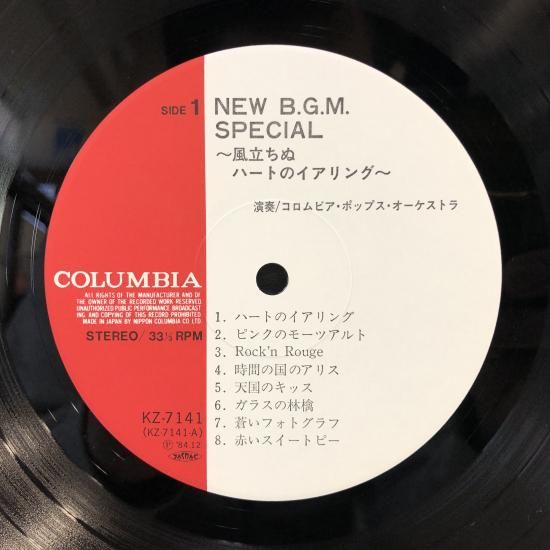 SIDE 1
NEW B.G.M.
SPECIAL
～風立ちぬ
ハートのイアリング～
演奏/コロムビア・ポップス・オーケストラ
COLUMBIA
ALL RIGHTS OF THE MANUFACTURER AND OF
THE OWNER OF THE RECORDED WORK RESERVED
UNAUTHORIZED PUBLIC PERFORMANCE BROADCAST
ING AND COPYING OF THIS RECORD PROHIBITED
MADE IN JAPAN BY NIPPON COLUMBIA CO LTD
STEREO/33⅓RPM
1. ハートのイアリング
2. ピンクのモーツアルト
3. Rock'n Rouge
4. 時間の国のアリス
5. 天国のキッス
6. ガラスの林檎
7. 蒼いフォトグラフ
8. 赤いスイートピー
KZ-7141
(KZ-7141-A)
Ⓟ '84.12
JASRAC